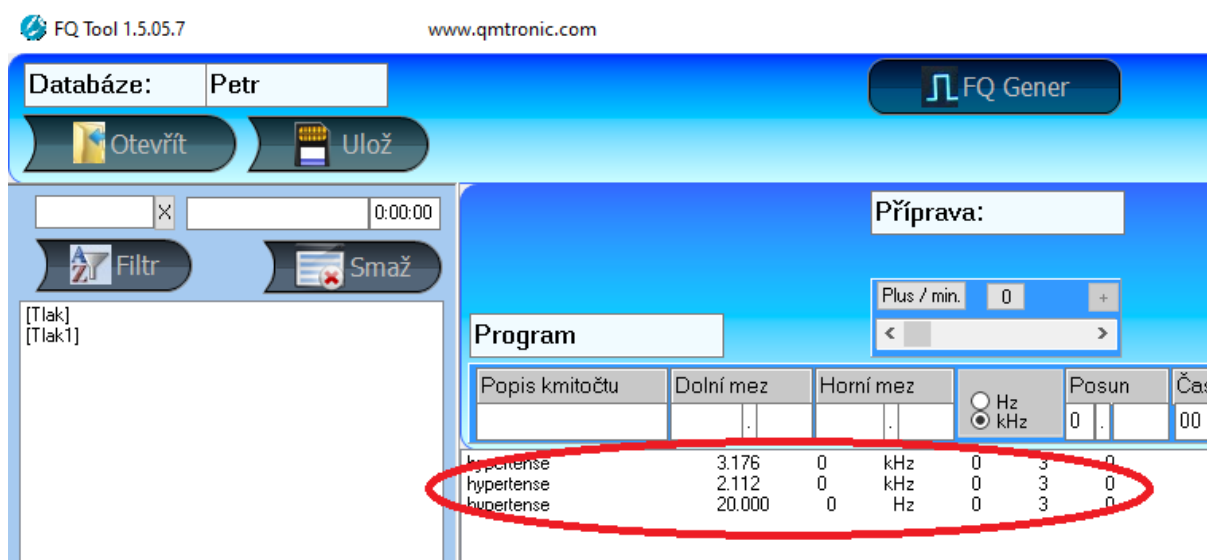 FQ Tool 1.5.05.7 www.qmtronic.com
Databáze: Petr
FQ Gener
Otevřít Ulož
X 0:00:00
Příprava:
Filtr Smaž
Plus / min. 0 +
[Tlak]
[Tlak1]
< >
Program
Popis kmitočtu Dolní mez Horní mez Hz kHz Posun Čas
. . 0 . 00
hypertense 3.176 0 kHz 0 3 0
hypertense 2.112 0 kHz 0 3 0
hypertense 20.000 0 Hz 0 3 0